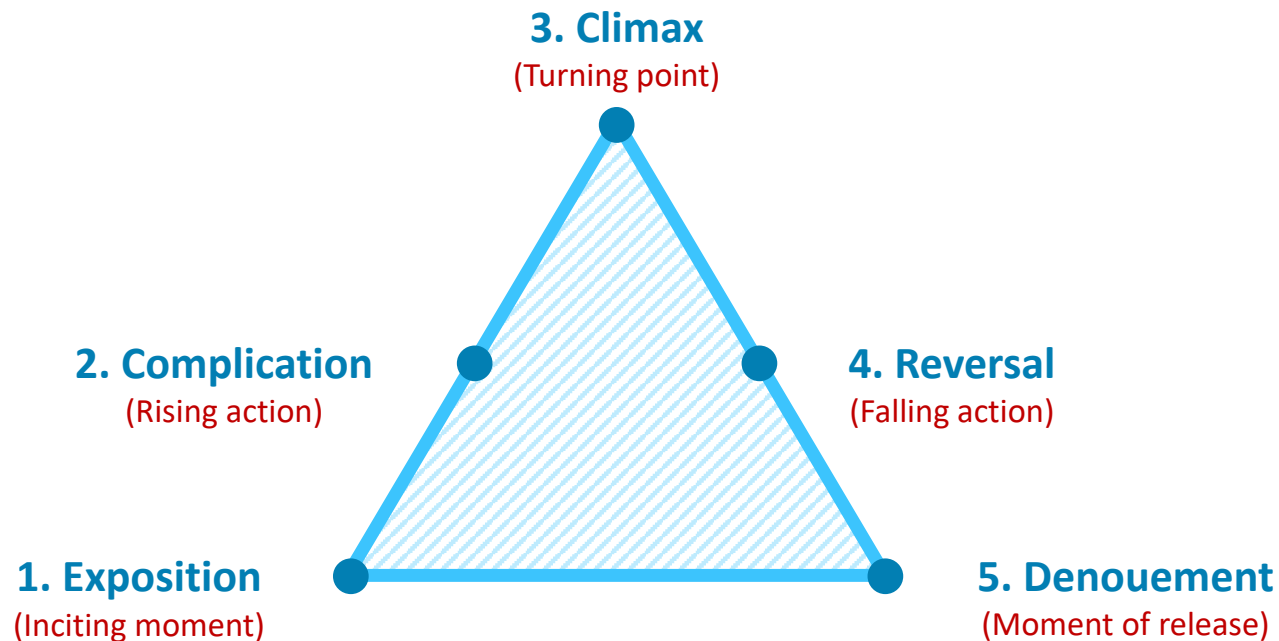 3. Climax
(Turning point)
2. Complication
(Rising action)
4. Reversal
(Falling action)
1. Exposition
(Inciting moment)
5. Denouement
(Moment of release)